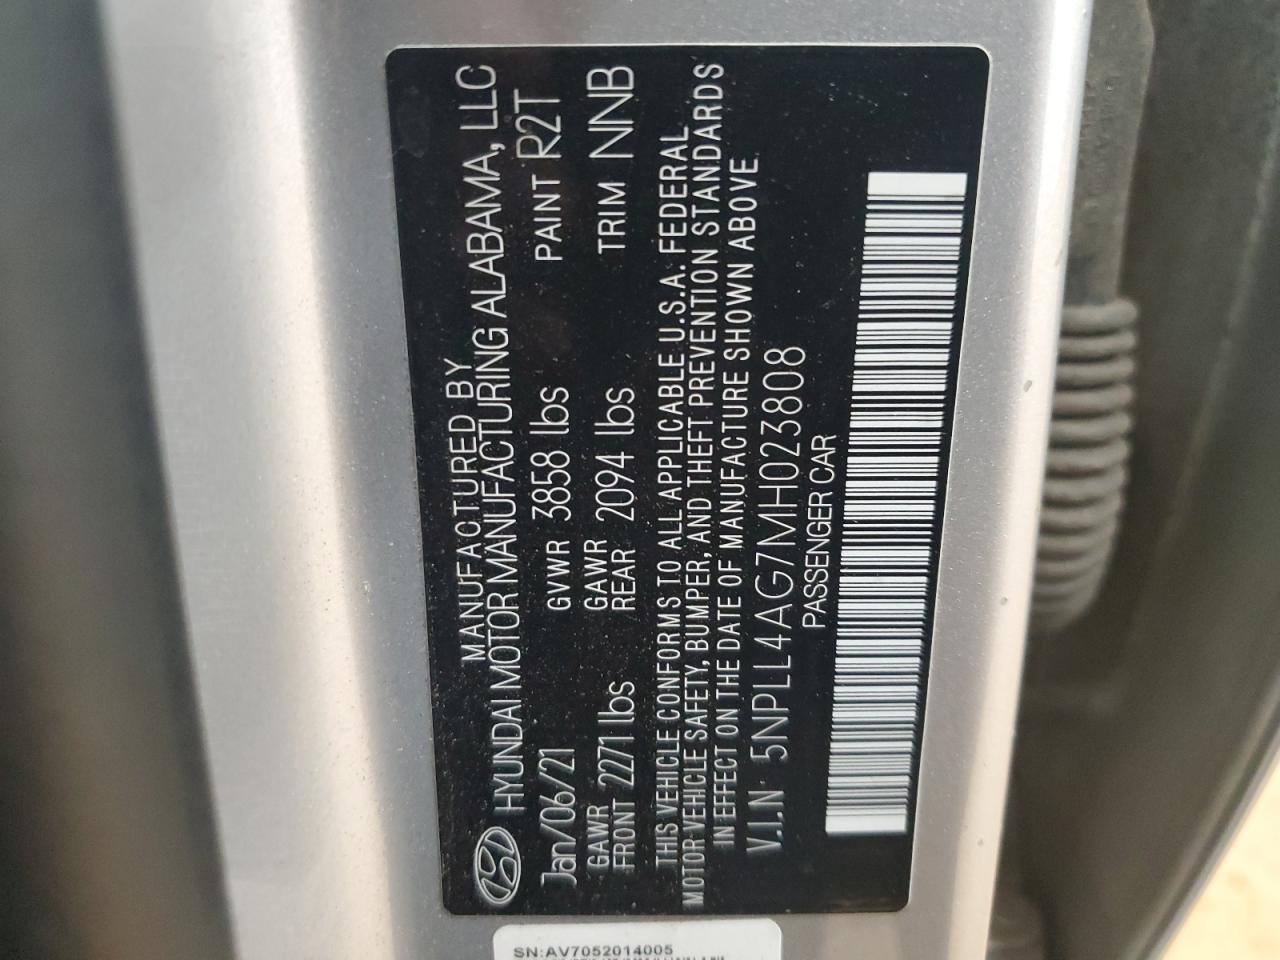 MANUFACTURED BY
HYUNDAI MOTOR MANUFACTURING ALABAMA, LLC
Jan/06/21 GVWR 3858 lbs PAINT R2T
GAWR FRONT 2271 lbs GAWR REAR 2094 lbs TRIM NNB
THIS VEHICLE CONFORMS TO ALL APPLICABLE U.S.A. FEDERAL
MOTOR VEHICLE SAFETY, BUMPER, AND THEFT PREVENTION STANDARDS
IN EFFECT ON THE DATE OF MANUFACTURE SHOWN ABOVE.
V.I.N: 5NPLL4AG7MH023808
PASSENGER CAR
SN:AV7052014005